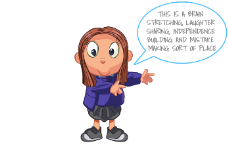 THIS IS A BRAIN
STRETCHING, LAUGHTER
SHARING, INDEPENDENCE
BUILDING AND MISTAKE
MAKING SORT OF PLACE